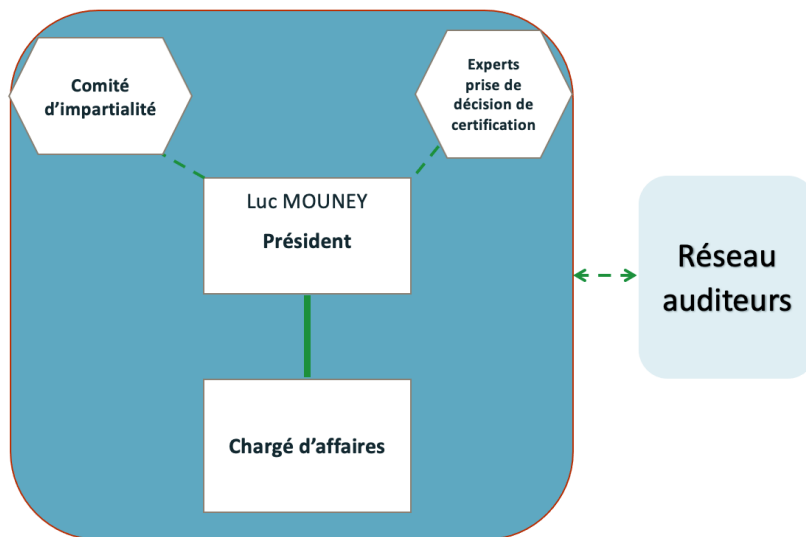 Comité
d'impartialité
Experts
prise de
décision de
certification
Luc MOUNEY
Président
Réseau
auditeurs
Chargé d'affaires